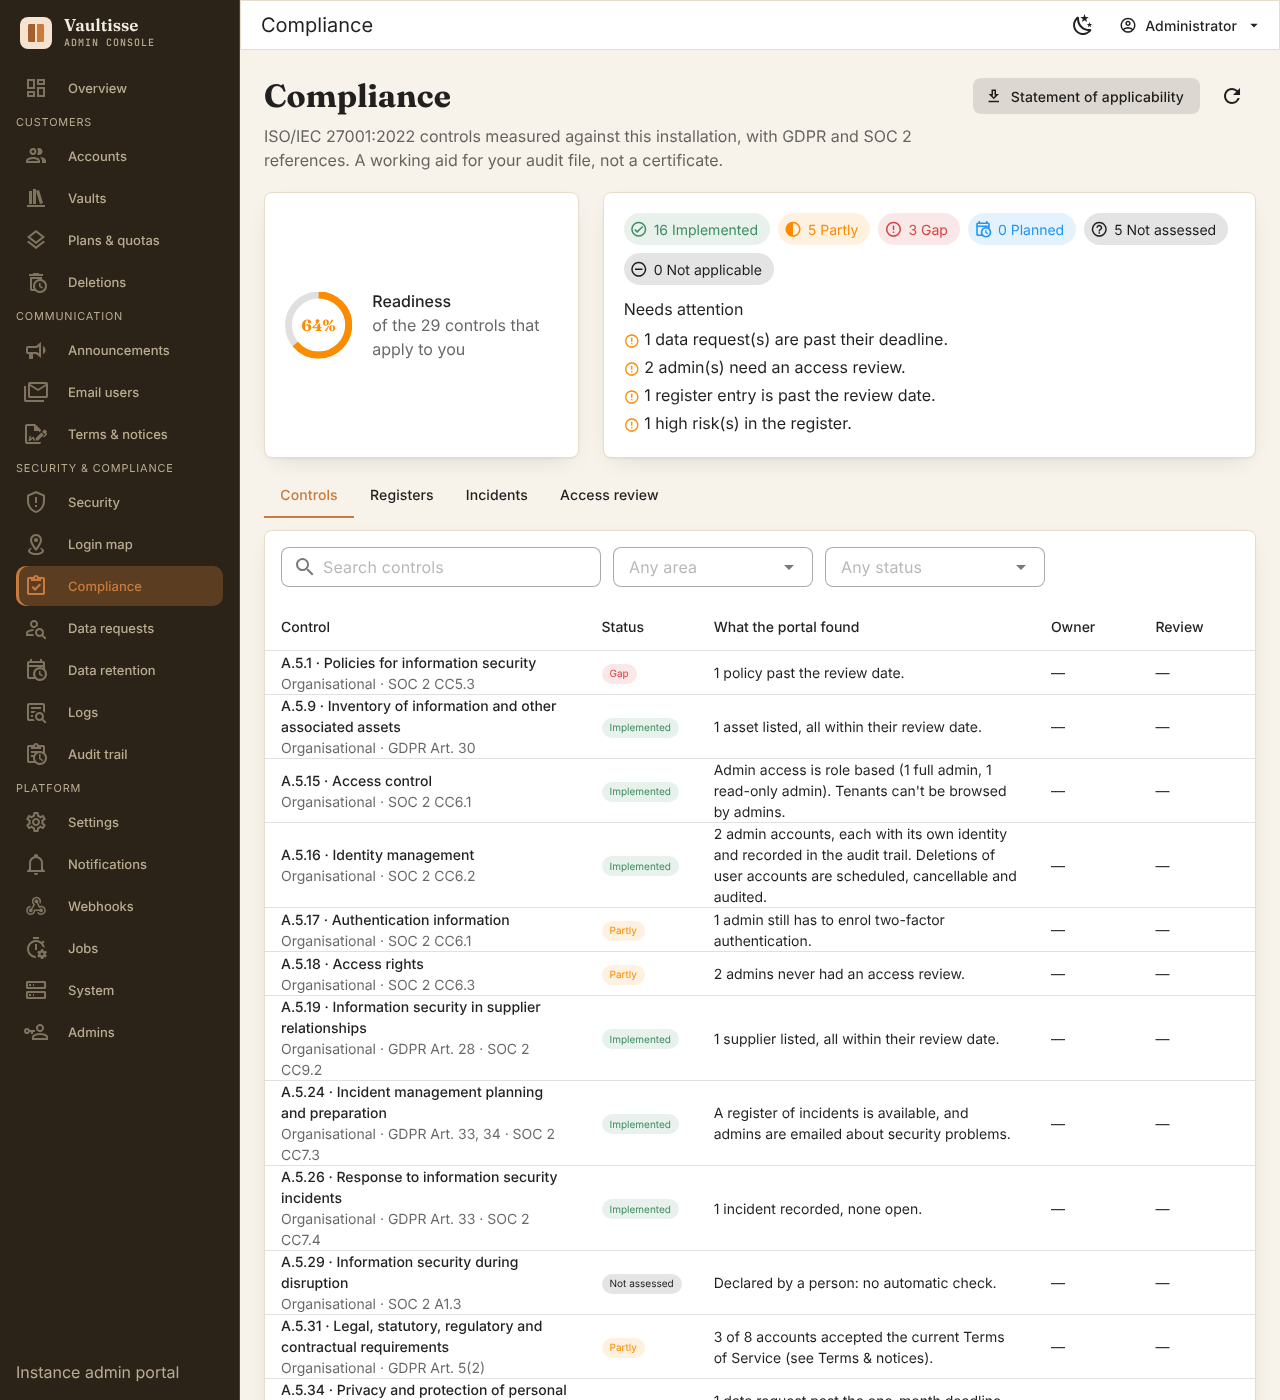 Vaultisse
ADMIN CONSOLE
Overview
CUSTOMERS
Accounts
Vaults
Plans & quotas
Deletions
COMMUNICATION
Announcements
Email users
Terms & notices
SECURITY & COMPLIANCE
Security
Login map
Compliance
Data requests
Data retention
Logs
Audit trail
PLATFORM
Settings
Notifications
Webhooks
Jobs
System
Admins
Instance admin portal
Compliance
Administrator
Compliance
Statement of applicability
ISO/IEC 27001:2022 controls measured against this installation, with GDPR and SOC 2
references. A working aid for your audit file, not a certificate.
64%
Readiness
of the 29 controls that
apply to you
16 Implemented
5 Partly
3 Gap
0 Planned
5 Not assessed
0 Not applicable
Needs attention
1 data request(s) are past their deadline.
2 admin(s) need an access review.
1 register entry is past the review date.
1 high risk(s) in the register.
Controls
Registers
Incidents
Access review
Search controls
Any area
Any status
Control
Status
What the portal found
Owner
Review
A.5.1 · Policies for information security
Organisational · SOC 2 CC5.3
Gap
1 policy past the review date.
—
—
A.5.9 · Inventory of information and other
associated assets
Organisational · GDPR Art. 30
Implemented
1 asset listed, all within their review date.
—
—
A.5.15 · Access control
Organisational · SOC 2 CC6.1
Implemented
Admin access is role based (1 full admin, 1
read-only admin). Tenants can't be browsed
by admins.
—
—
A.5.16 · Identity management
Organisational · SOC 2 CC6.2
Implemented
2 admin accounts, each with its own identity
and recorded in the audit trail. Deletions of
user accounts are scheduled, cancellable and
audited.
—
—
A.5.17 · Authentication information
Organisational · SOC 2 CC6.1
Partly
1 admin still has to enrol two-factor
authentication.
—
—
A.5.18 · Access rights
Organisational · SOC 2 CC6.3
Partly
2 admins never had an access review.
—
—
A.5.19 · Information security in supplier
relationships
Organisational · GDPR Art. 28 · SOC 2
CC9.2
Implemented
1 supplier listed, all within their review date.
—
—
A.5.24 · Incident management planning
and preparation
Organisational · GDPR Art. 33, 34 · SOC 2
CC7.3
Implemented
A register of incidents is available, and
admins are emailed about security problems.
—
—
A.5.26 · Response to information security
incidents
Organisational · GDPR Art. 33 · SOC 2
CC7.4
Implemented
1 incident recorded, none open.
—
—
A.5.29 · Information security during
disruption
Organisational · SOC 2 A1.3
Not assessed
Declared by a person: no automatic check.
—
—
A.5.31 · Legal, statutory, regulatory and
contractual requirements
Organisational · GDPR Art. 5(2)
Partly
3 of 8 accounts accepted the current Terms
of Service (see Terms & notices).
—
—
A.5.34 · Privacy and protection of personal
1 data request past the one-month deadline